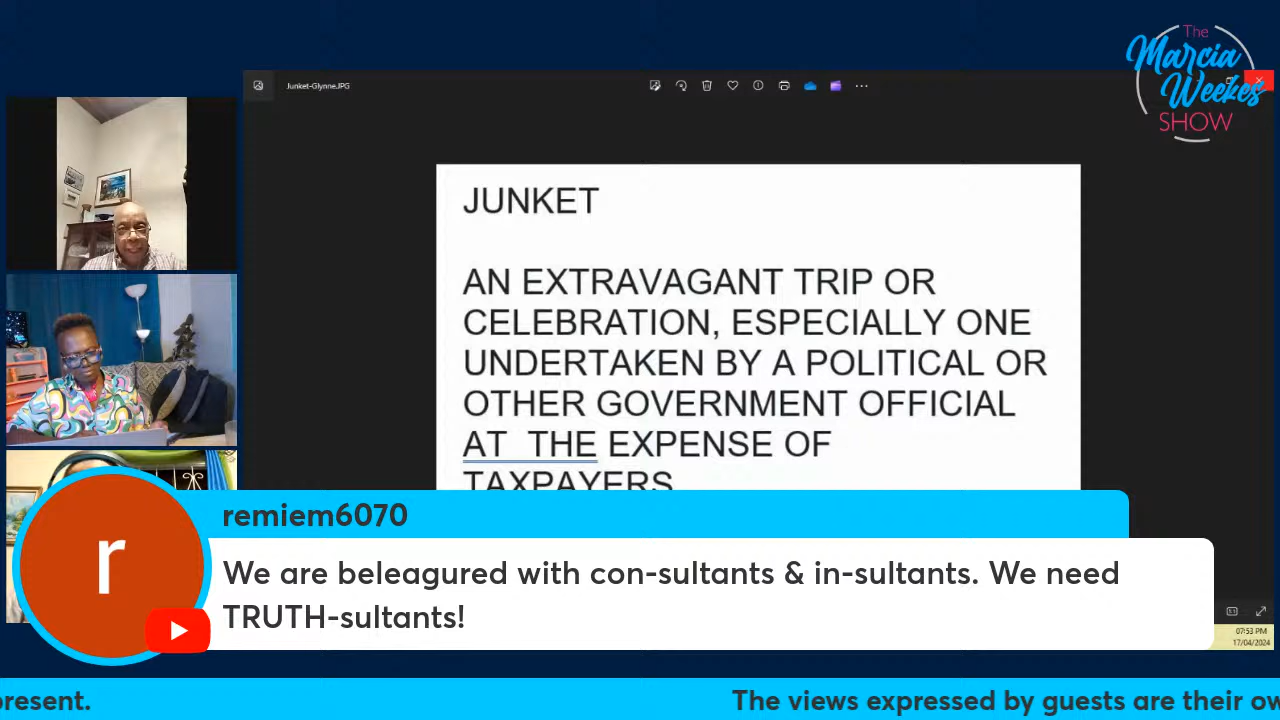 The
Marcia
Weekes
SHOW
Junket-Glynne.JPG
JUNKET
AN EXTRAVAGANT TRIP OR
CELEBRATION, ESPECIALLY ONE
UNDERTAKEN BY A POLITICAL OR
OTHER GOVERNMENT OFFICIAL
AT THE EXPENSE OF
TAXPAYERS
remiem6070
r
We are beleagured with con-sultants & in-sultants. We need
TRUTH-sultants!
07:53 PM
17/04/2024
present.
The views expressed by guests are their ow